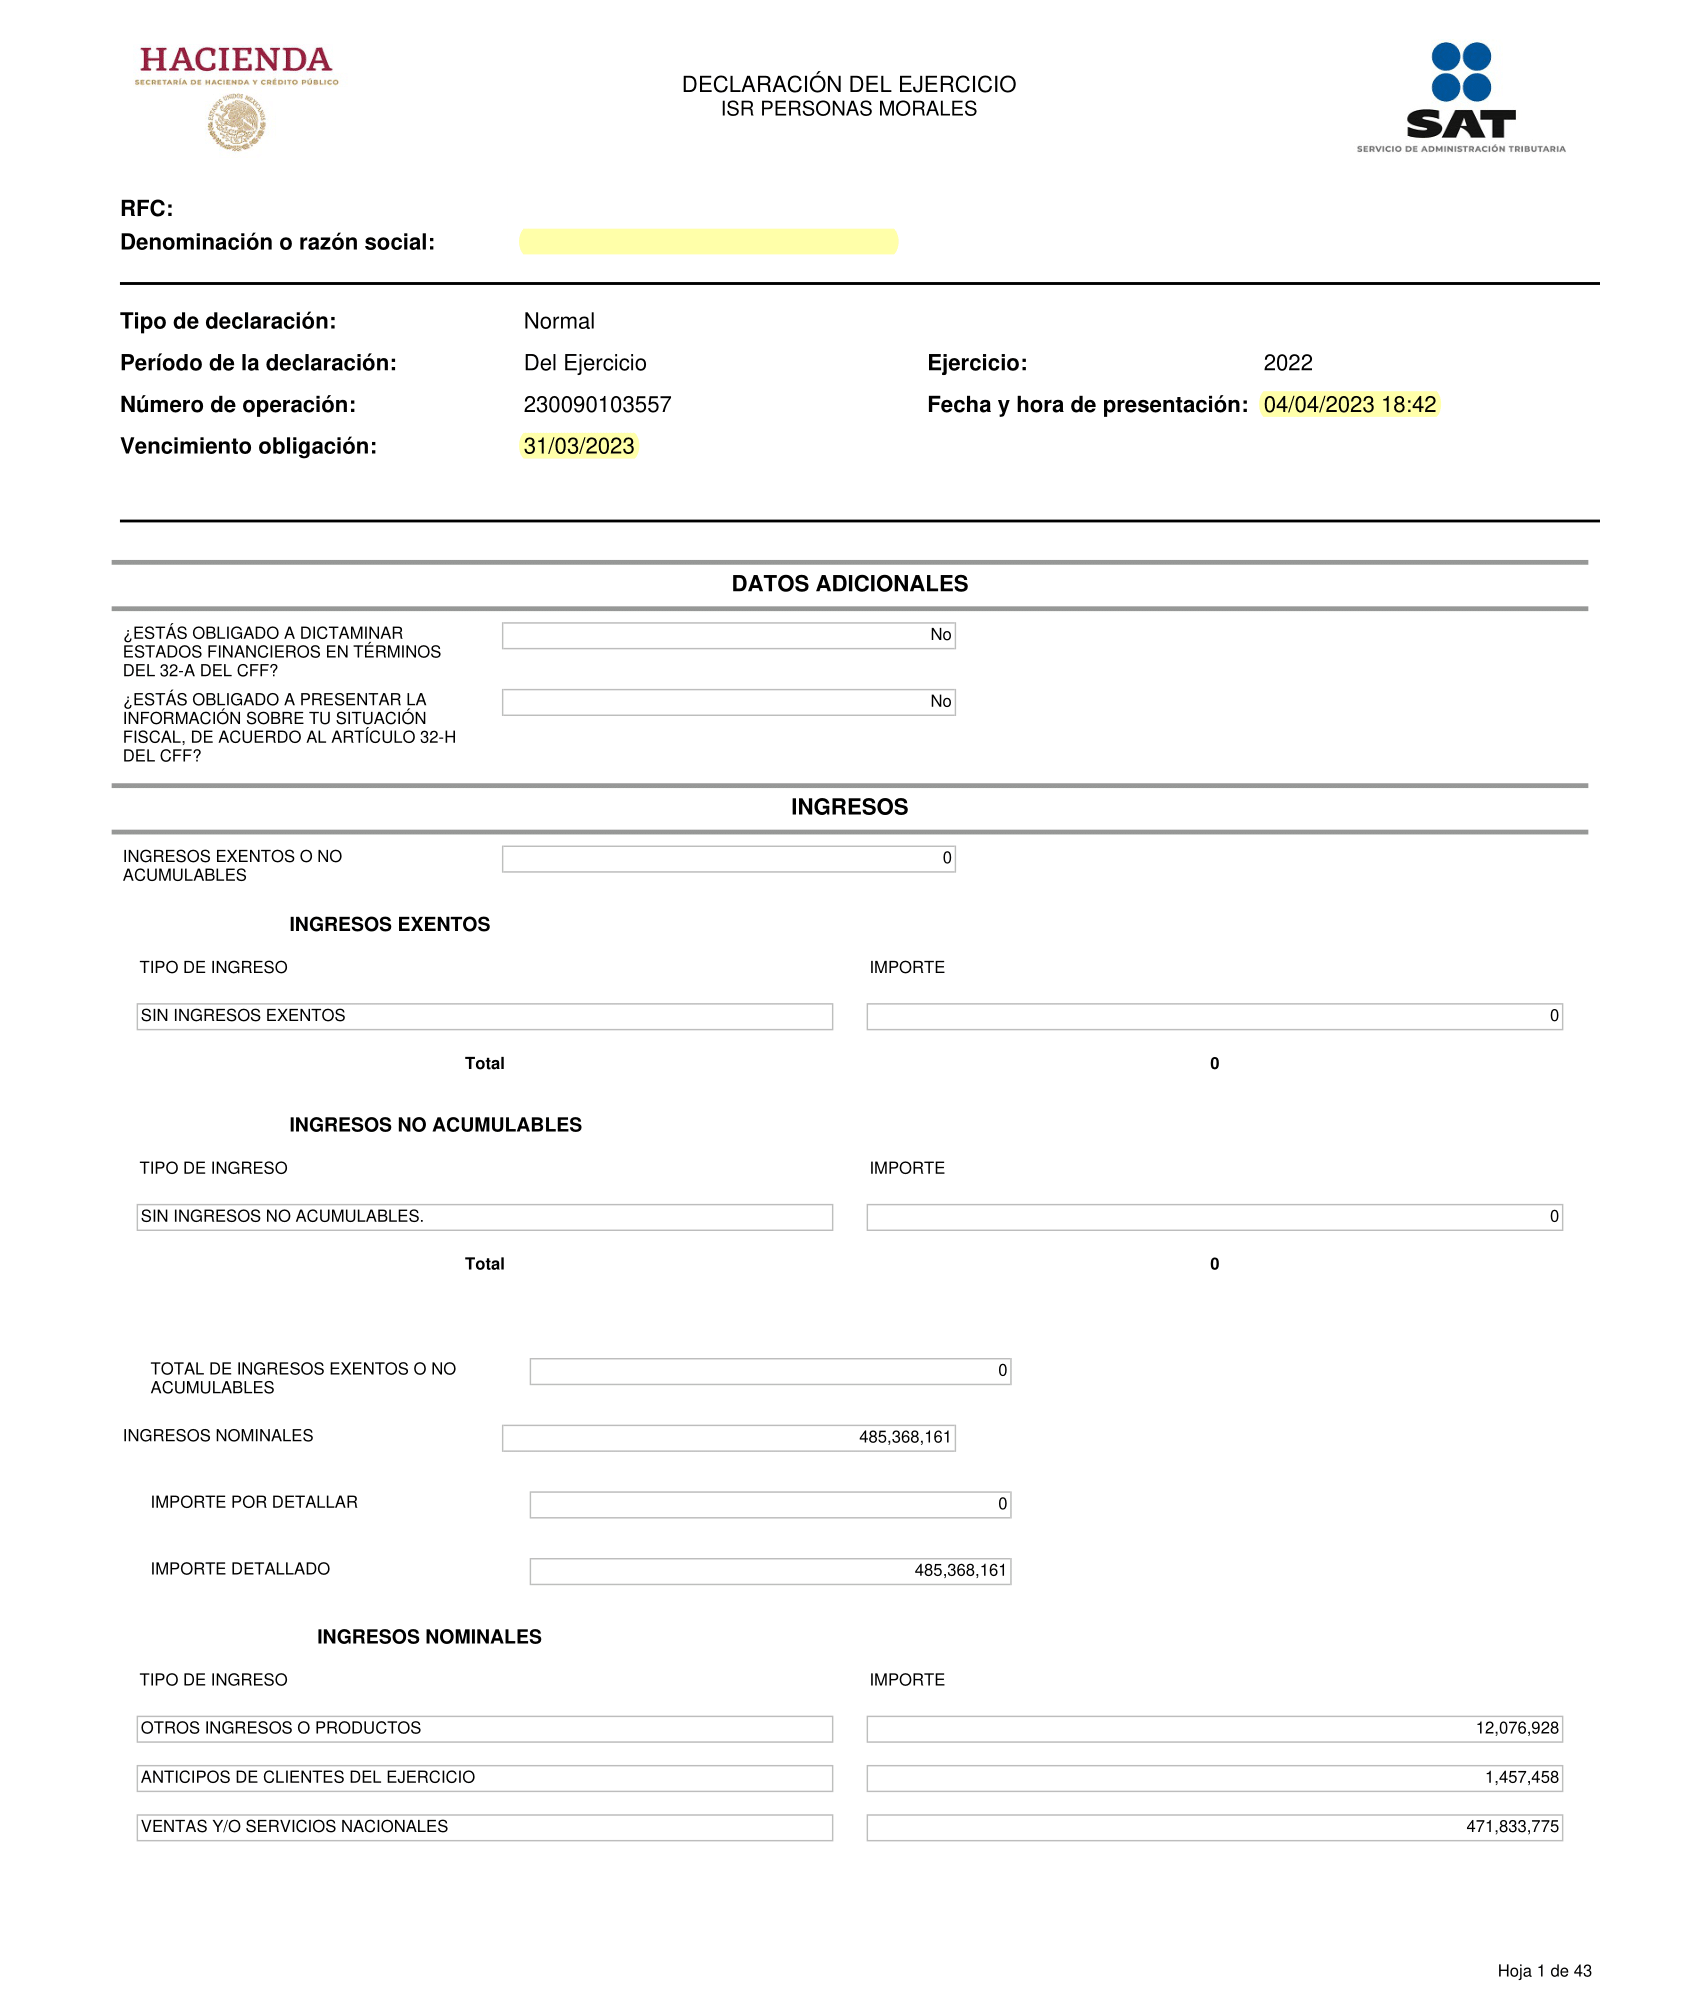 HACIENDA
SECRETARÍA DE HACIENDA Y CRÉDITO PÚBLICO
ESTADOS UNIDOS MEXICANOS
DECLARACIÓN DEL EJERCICIO
ISR PERSONAS MORALES
SAT
SERVICIO DE ADMINISTRACIÓN TRIBUTARIA
RFC:
Denominación o razón social:
Tipo de declaración: Normal
Período de la declaración: Del Ejercicio Ejercicio: 2022
Número de operación: 230090103557 Fecha y hora de presentación: 04/04/2023 18:42
Vencimiento obligación: 31/03/2023
DATOS ADICIONALES
¿ESTÁS OBLIGADO A DICTAMINAR No
ESTADOS FINANCIEROS EN TÉRMINOS
DEL 32-A DEL CFF?
¿ESTÁS OBLIGADO A PRESENTAR LA No
INFORMACIÓN SOBRE TU SITUACIÓN
FISCAL, DE ACUERDO AL ARTÍCULO 32-H
DEL CFF?
INGRESOS
INGRESOS EXENTOS O NO 0
ACUMULABLES
INGRESOS EXENTOS
TIPO DE INGRESO IMPORTE
SIN INGRESOS EXENTOS 0
Total 0
INGRESOS NO ACUMULABLES
TIPO DE INGRESO IMPORTE
SIN INGRESOS NO ACUMULABLES. 0
Total 0
TOTAL DE INGRESOS EXENTOS O NO 0
ACUMULABLES
INGRESOS NOMINALES 485,368,161
IMPORTE POR DETALLAR 0
IMPORTE DETALLADO 485,368,161
INGRESOS NOMINALES
TIPO DE INGRESO IMPORTE
OTROS INGRESOS O PRODUCTOS 12,076,928
ANTICIPOS DE CLIENTES DEL EJERCICIO 1,457,458
VENTAS Y/O SERVICIOS NACIONALES 471,833,775
Hoja 1 de 43